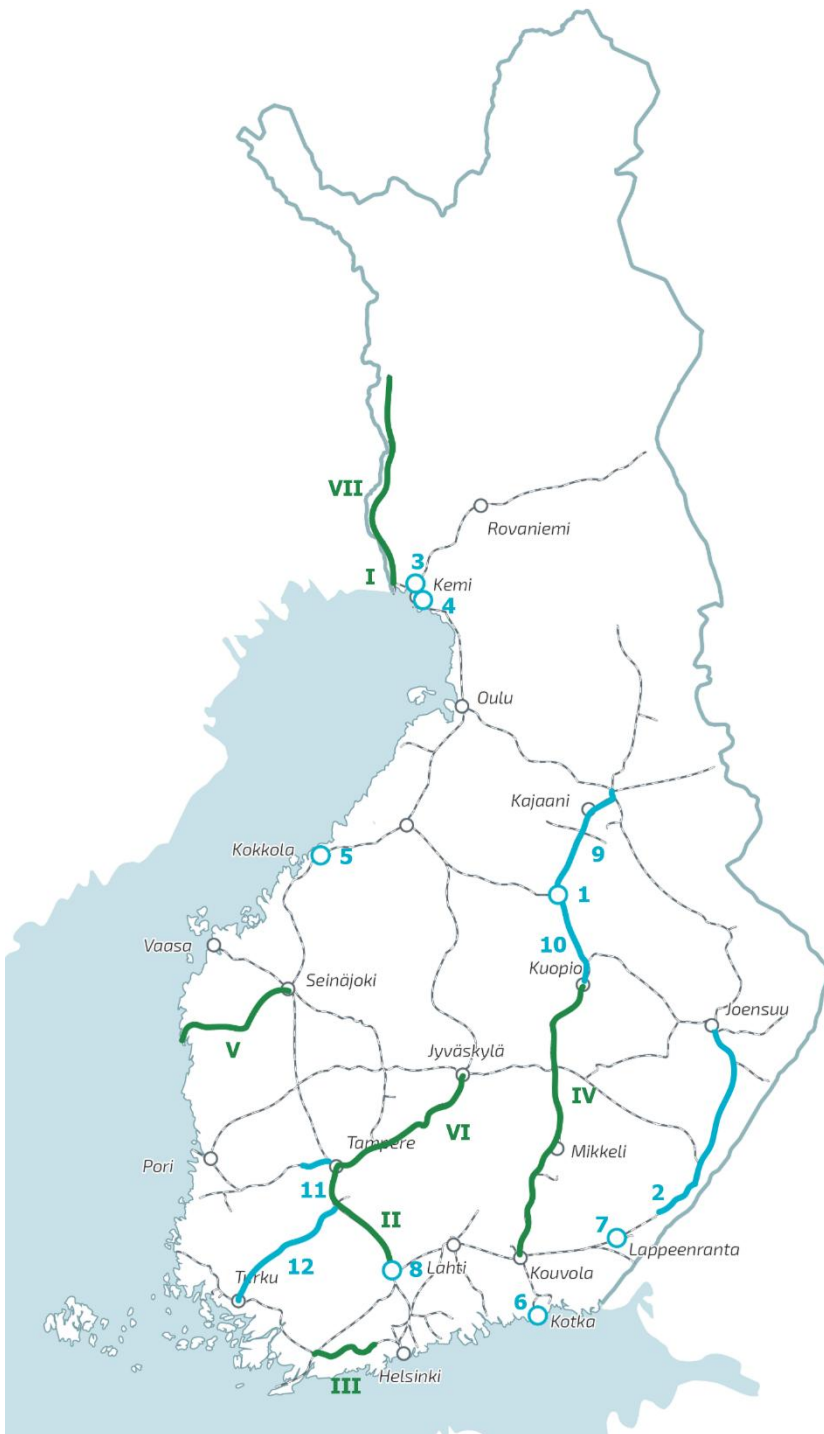 VII
Rovaniemi
3
I
Kemi
4
Oulu
Kajaani
Kokkola
5
9
1
Vaasa
10
Kuopio
Seinäjoki
Joensuu
V
Jyväskylä
IV
VI
Tampere
Mikkeli
Pori
11
2
II
7
Lappeenranta
12
8
Lahti
Kouvola
Turku
6
Kotka
Helsinki
III